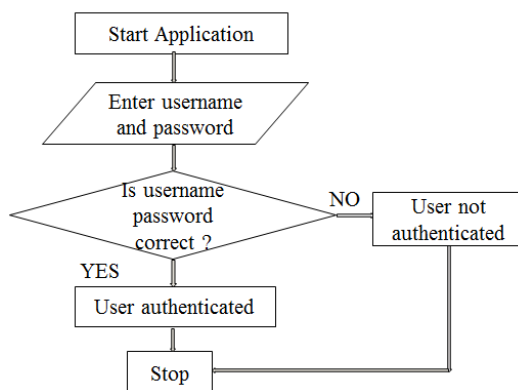 Start Application
Enter username
and password
Is username
password
correct ?
NO
User not
authenticated
YES
User authenticated
Stop